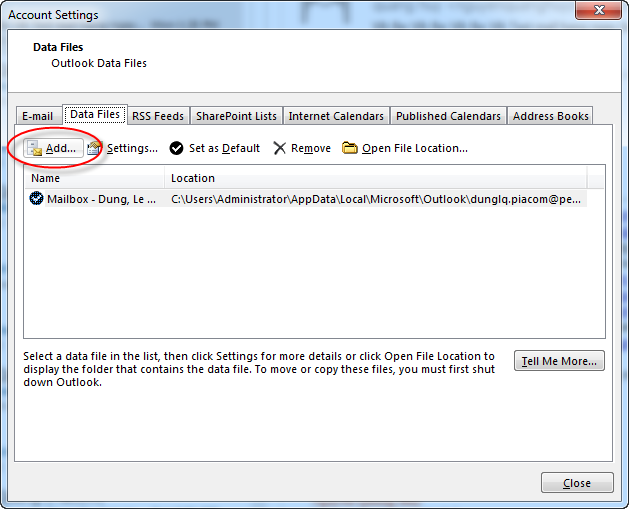 Account Settings
Data Files
Outlook Data Files
E-mail Data Files RSS Feeds SharePoint Lists Internet Calendars Published Calendars Address Books
Add... Settings... Set as Default Remove Open File Location...
Name Location
Mailbox - Dung, Le ... C:\Users\Administrator\AppData\Local\Microsoft\Outlook\dunglq.piacom@pe...
Select a data file in the list, then click Settings for more details or click Open File Location to
display the folder that contains the data file. To move or copy these files, you must first shut
down Outlook.
Tell Me More...
Close